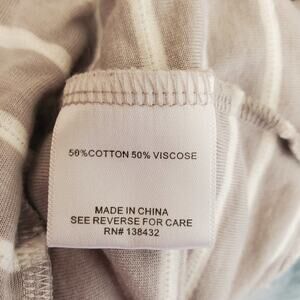 50%COTTON 50% VISCOSE
MADE IN CHINA
SEE REVERSE FOR CARE
RN# 138432